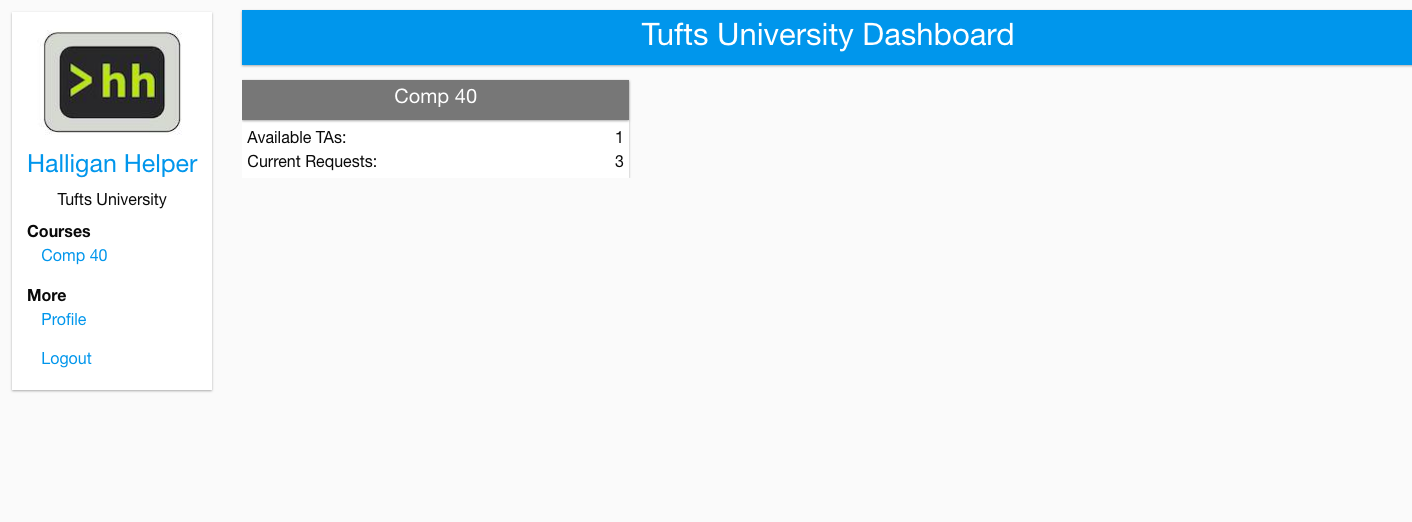 >hh
Halligan Helper
Tufts University
Courses
Comp 40
More
Profile
Logout
Tufts University Dashboard
Comp 40
Available TAs: 1
Current Requests: 3